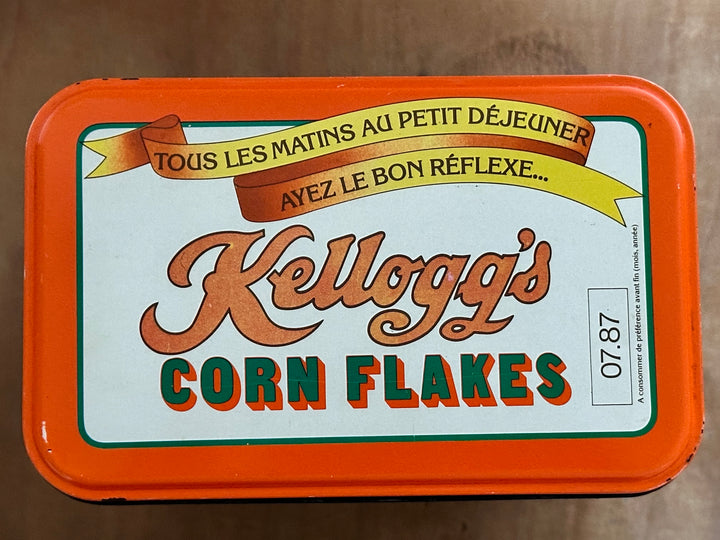 TOUS LES MATINS AU PETIT DÉJEUNER
AYEZ LE BON RÉFLEXE...
Kellogg's
CORN FLAKES
07.87
A consommer de préférence avant fin (mois, année)